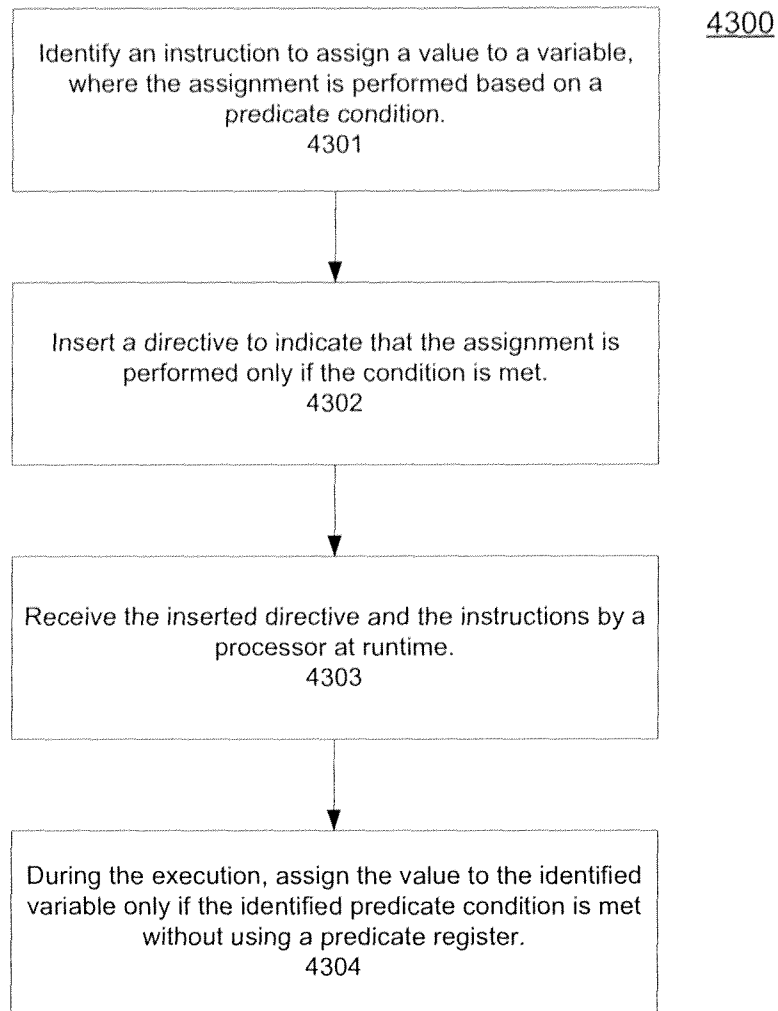 4300
Identify an instruction to assign a value to a variable,
where the assignment is performed based on a
predicate condition.
4301
Insert a directive to indicate that the assignment is
performed only if the condition is met.
4302
Receive the inserted directive and the instructions by a
processor at runtime.
4303
During the execution, assign the value to the identified
variable only if the identified predicate condition is met
without using a predicate register.
4304